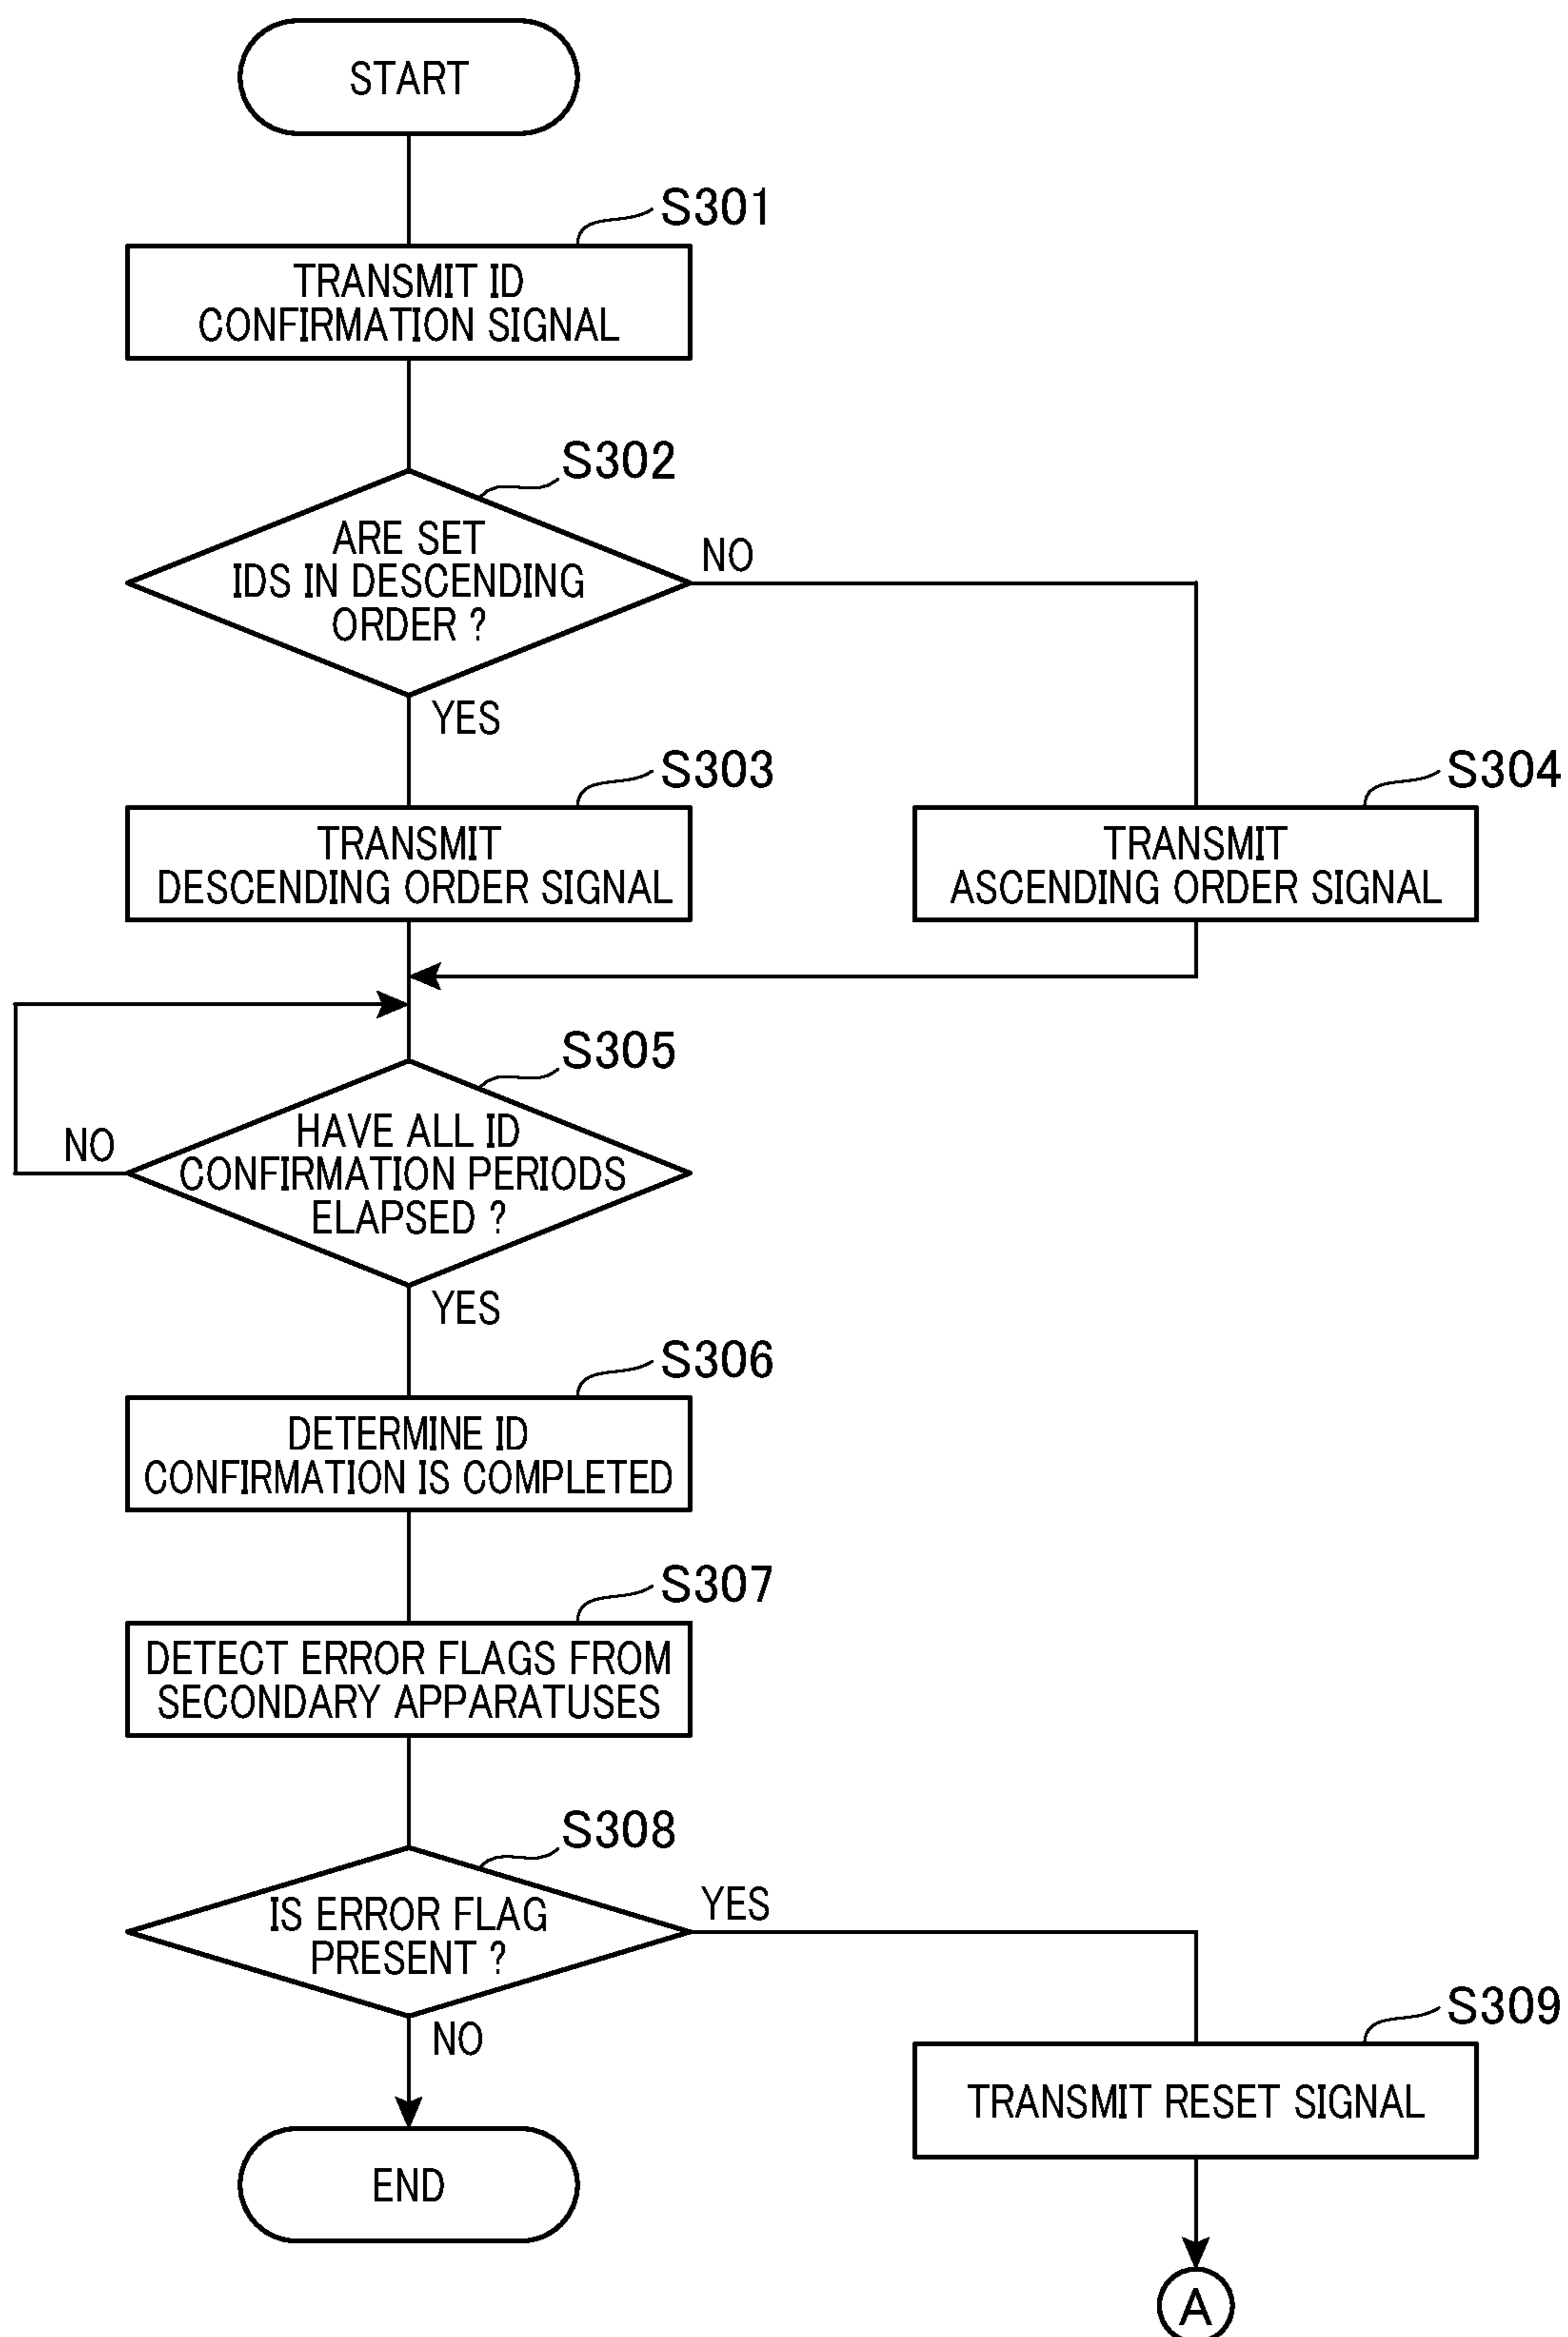 START
S301
TRANSMIT ID
CONFIRMATION SIGNAL
S302
ARE SET
IDS IN DESCENDING
ORDER ?
NO
YES
S303
TRANSMIT
DESCENDING ORDER SIGNAL
S304
TRANSMIT
ASCENDING ORDER SIGNAL
S305
HAVE ALL ID
CONFIRMATION PERIODS
ELAPSED ?
NO
YES
S306
DETERMINE ID
CONFIRMATION IS COMPLETED
S307
DETECT ERROR FLAGS FROM
SECONDARY APPARATUSES
S308
IS ERROR FLAG
PRESENT ?
YES
NO
S309
TRANSMIT RESET SIGNAL
END
A